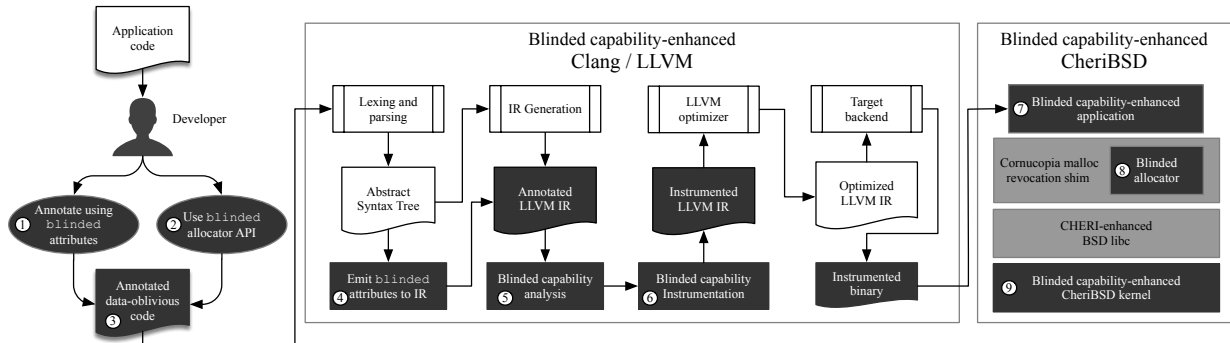 Application
code
Developer
1
Annotate using
blinded
attributes
2
Use blinded
allocator API
Annotated
data-oblivious
code
3
Blinded capability-enhanced
Clang / LLVM
Lexing and
parsing
IR Generation
LLVM
optimizer
Target
backend
Abstract
Syntax Tree
Annotated
LLVM IR
Instrumented
LLVM IR
Optimized
LLVM IR
4
Emit blinded
attributes to IR
5
Blinded capability
analysis
6
Blinded capability
Instrumentation
Instrumented
binary
Blinded capability-enhanced
CheriBSD
7
Blinded capability-enhanced
application
Cornucopia malloc
revocation shim
8
Blinded
allocator
CHERI-enhanced
BSD libc
9
Blinded capability-enhanced
CheriBSD kernel